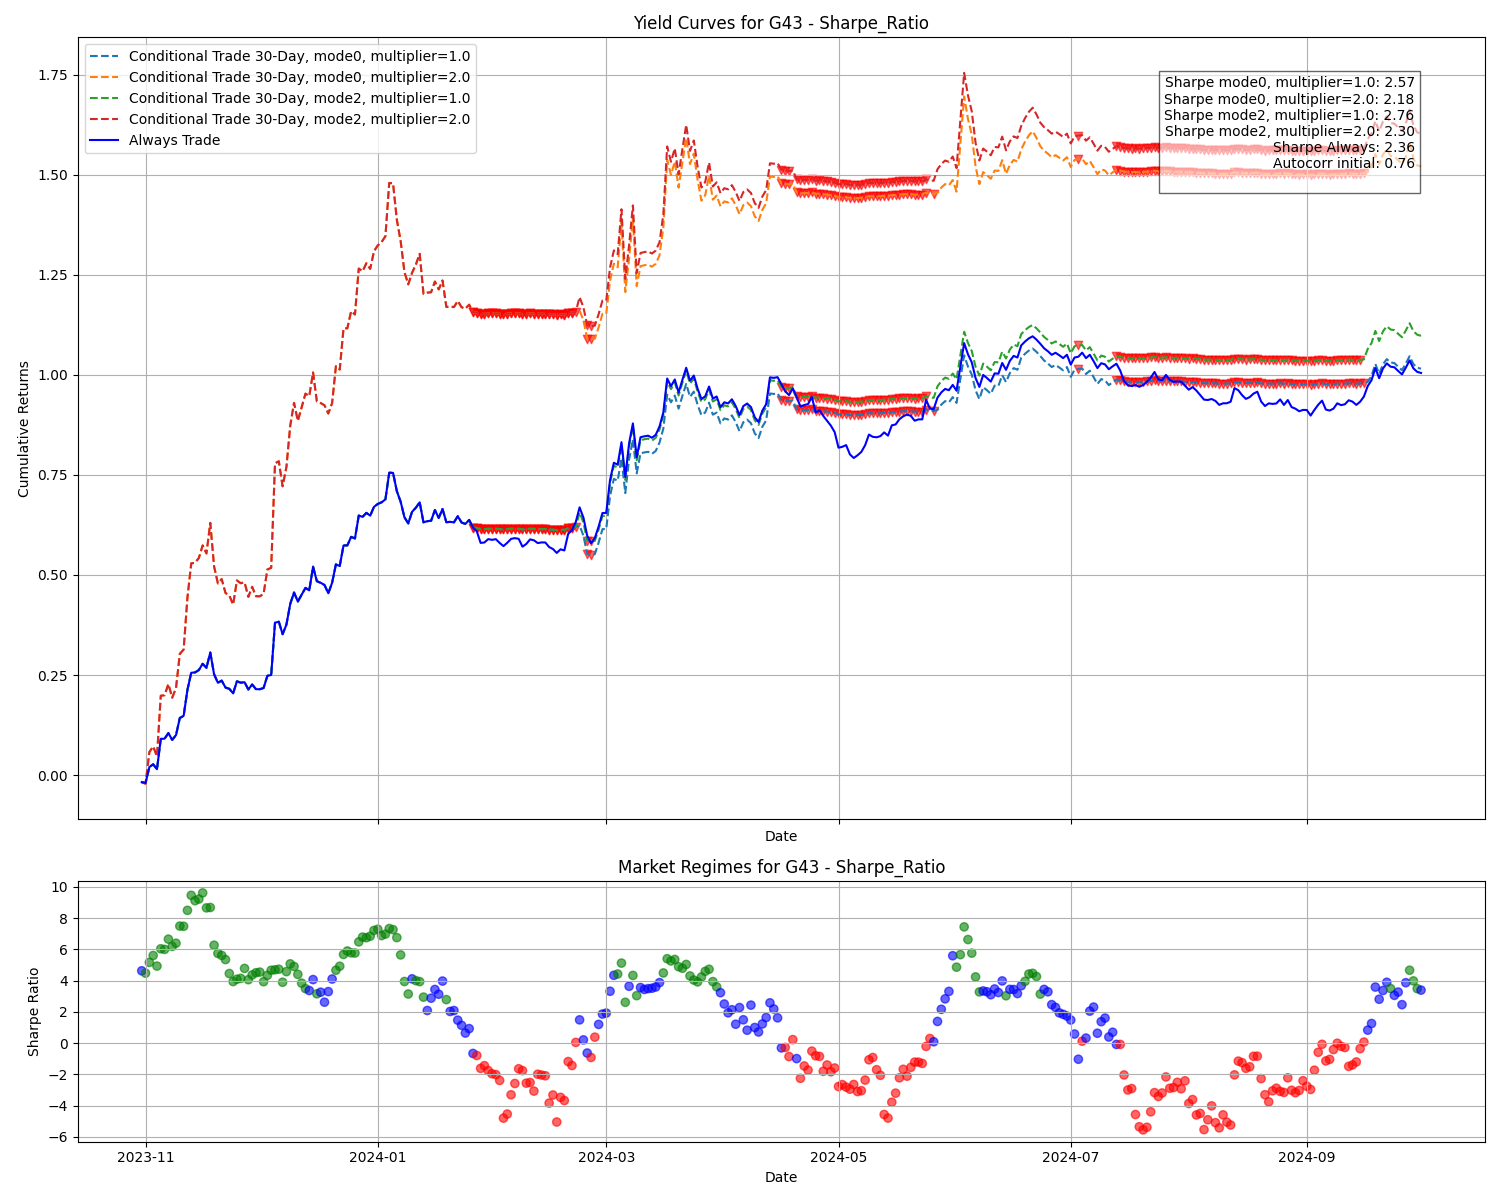 Yield Curves for G43 - Sharpe_Ratio
Conditional Trade 30-Day, mode0, multiplier=1.0
Conditional Trade 30-Day, mode0, multiplier=2.0
Conditional Trade 30-Day, mode2, multiplier=1.0
Conditional Trade 30-Day, mode2, multiplier=2.0
Always Trade
Sharpe mode0, multiplier=1.0: 2.57
Sharpe mode0, multiplier=2.0: 2.18
Sharpe mode2, multiplier=1.0: 2.76
Sharpe mode2, multiplier=2.0: 2.30
Sharpe Always: 2.36
Autocorr initial: 0.76
Cumulative Returns
1.75
1.50
1.25
1.00
0.75
0.50
0.25
0.00
Date
Market Regimes for G43 - Sharpe_Ratio
Sharpe Ratio
10
8
6
4
2
0
−2
−4
−6
2023-11
2024-01
2024-03
2024-05
2024-07
2024-09
Date